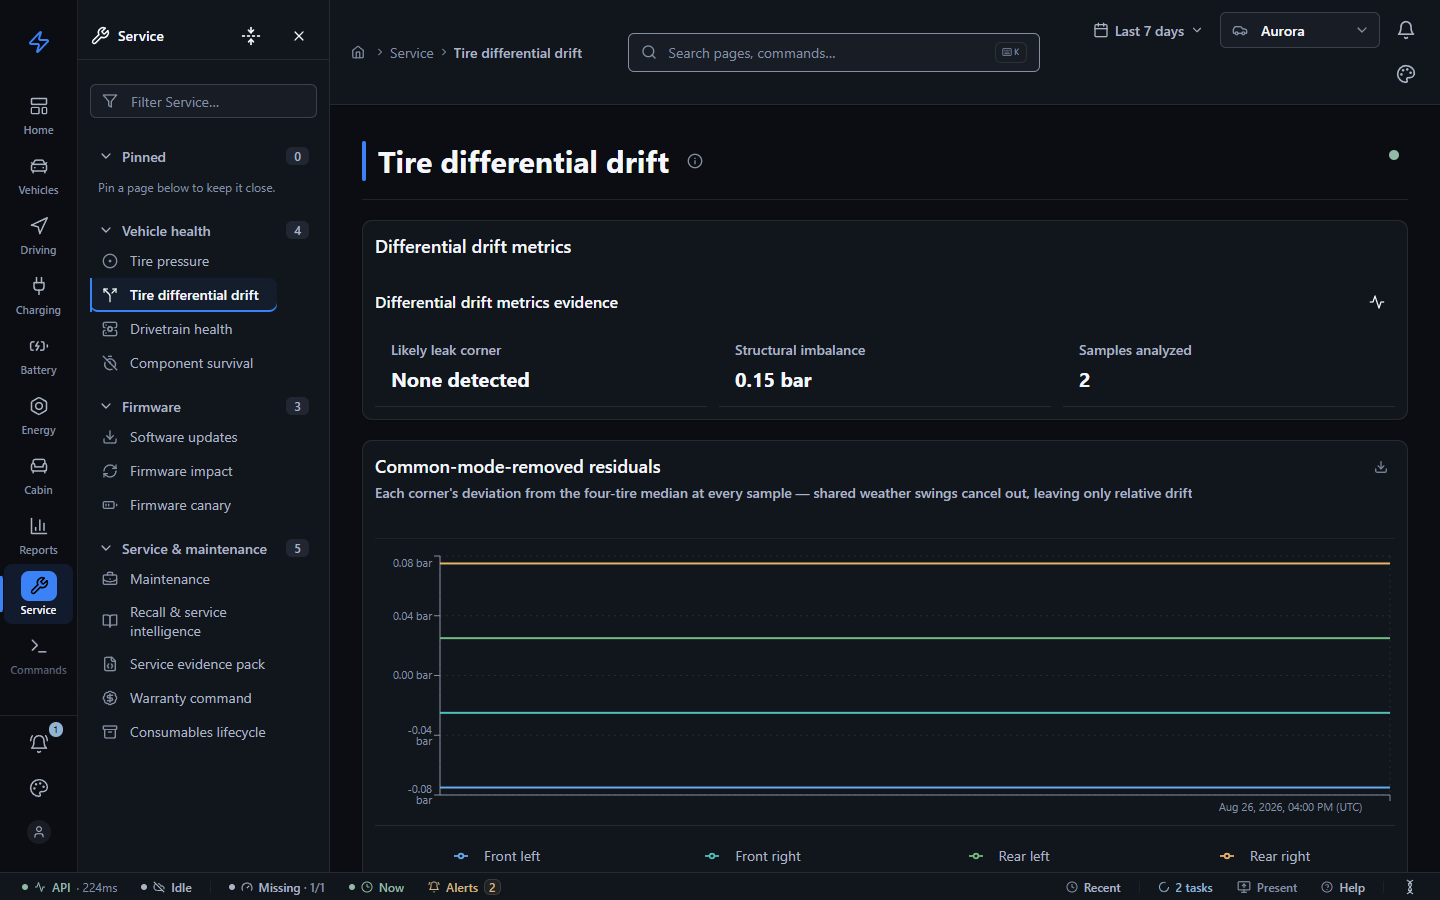 Home
Vehicles
Driving
Charging
Battery
Energy
Cabin
Reports
Service
Commands
1
Service
Filter Service...
Pinned
0
Pin a page below to keep it close.
Vehicle health
4
Tire pressure
Tire differential drift
Drivetrain health
Component survival
Firmware
3
Software updates
Firmware impact
Firmware canary
Service & maintenance
5
Maintenance
Recall & service
intelligence
Service evidence pack
Warranty command
Consumables lifecycle
Service
Tire differential drift
Search pages, commands...
K
Last 7 days
Aurora
Tire differential drift
Differential drift metrics
Differential drift metrics evidence
Likely leak corner
None detected
Structural imbalance
0.15 bar
Samples analyzed
2
Common-mode-removed residuals
Each corner's deviation from the four-tire median at every sample — shared weather swings cancel out, leaving only relative drift
0.08 bar
0.04 bar
0.00 bar
-0.04
bar
-0.08
bar
Aug 26, 2026, 04:00 PM (UTC)
Front left
Front right
Rear left
Rear right
API · 224ms
Idle
Missing · 1/1
Now
Alerts 2
Recent
2 tasks
Present
Help